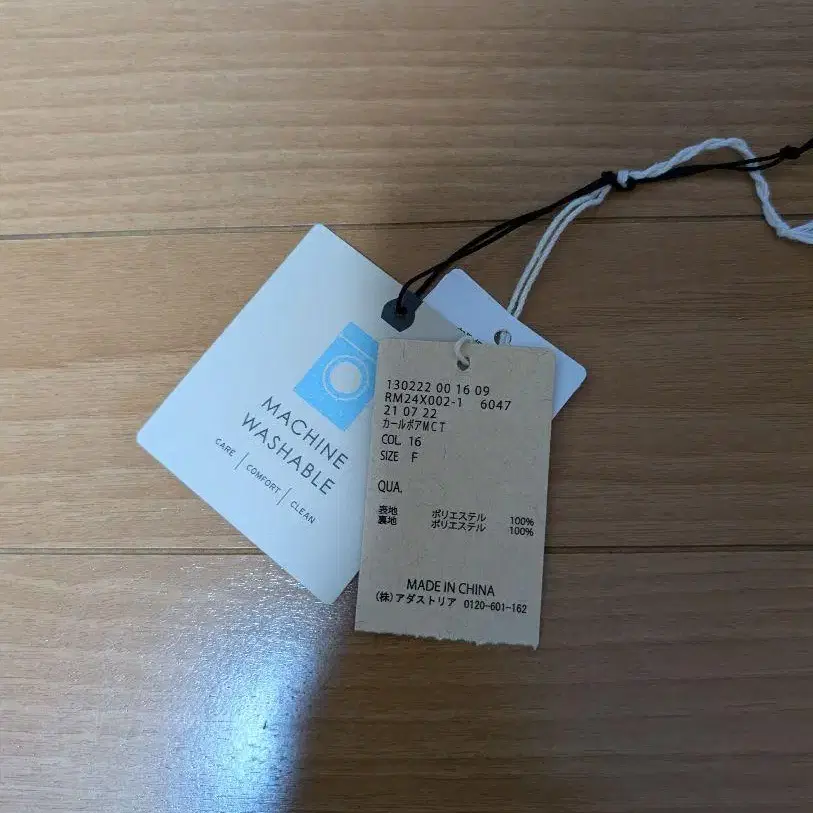 MACHINE
WASHABLE
CARE / COMFORT / CLEAN
130222 00 16 09
RM24X002-1 6047
21 07 22
カールボアMCT
COL. 16
SIZE F
QUA.
表地 ポリエステル 100%
裏地 ポリエステル 100%
MADE IN CHINA
(株)アダストリア 0120-601-162